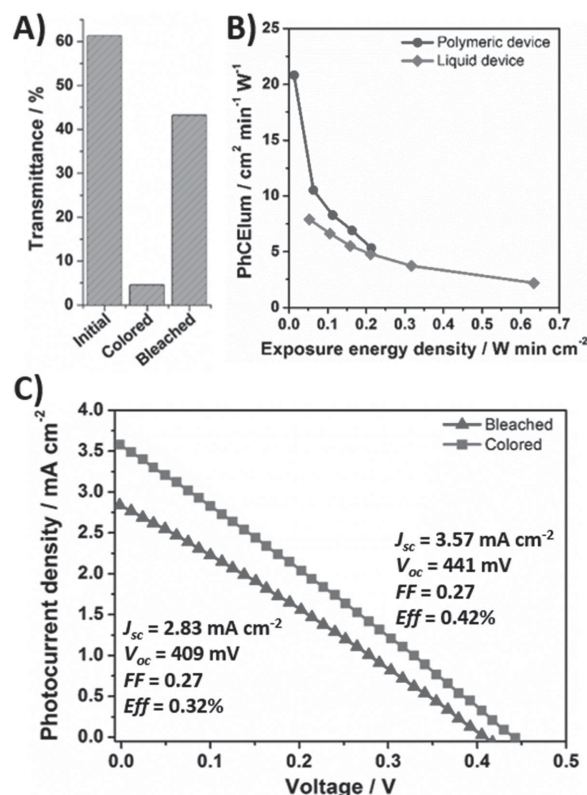 A)
Transmittance / %
60
50
40
30
20
10
0
Initial
Colored
Bleached
B)
PhCElum / cm² min⁻¹ W⁻¹
25
20
15
10
5
0
Polymeric device
Liquid device
0.0 0.1 0.2 0.3 0.4 0.5 0.6 0.7
Exposure energy density / W min cm⁻²
C)
Photocurrent density / mA cm⁻²
4.0
3.5
3.0
2.5
2.0
1.5
1.0
0.5
0.0
Bleached
Colored
Jsc = 3.57 mA cm⁻²
Voc = 441 mV
FF = 0.27
Eff = 0.42%
Jsc = 2.83 mA cm⁻²
Voc = 409 mV
FF = 0.27
Eff = 0.32%
0.0 0.1 0.2 0.3 0.4 0.5
Voltage / V